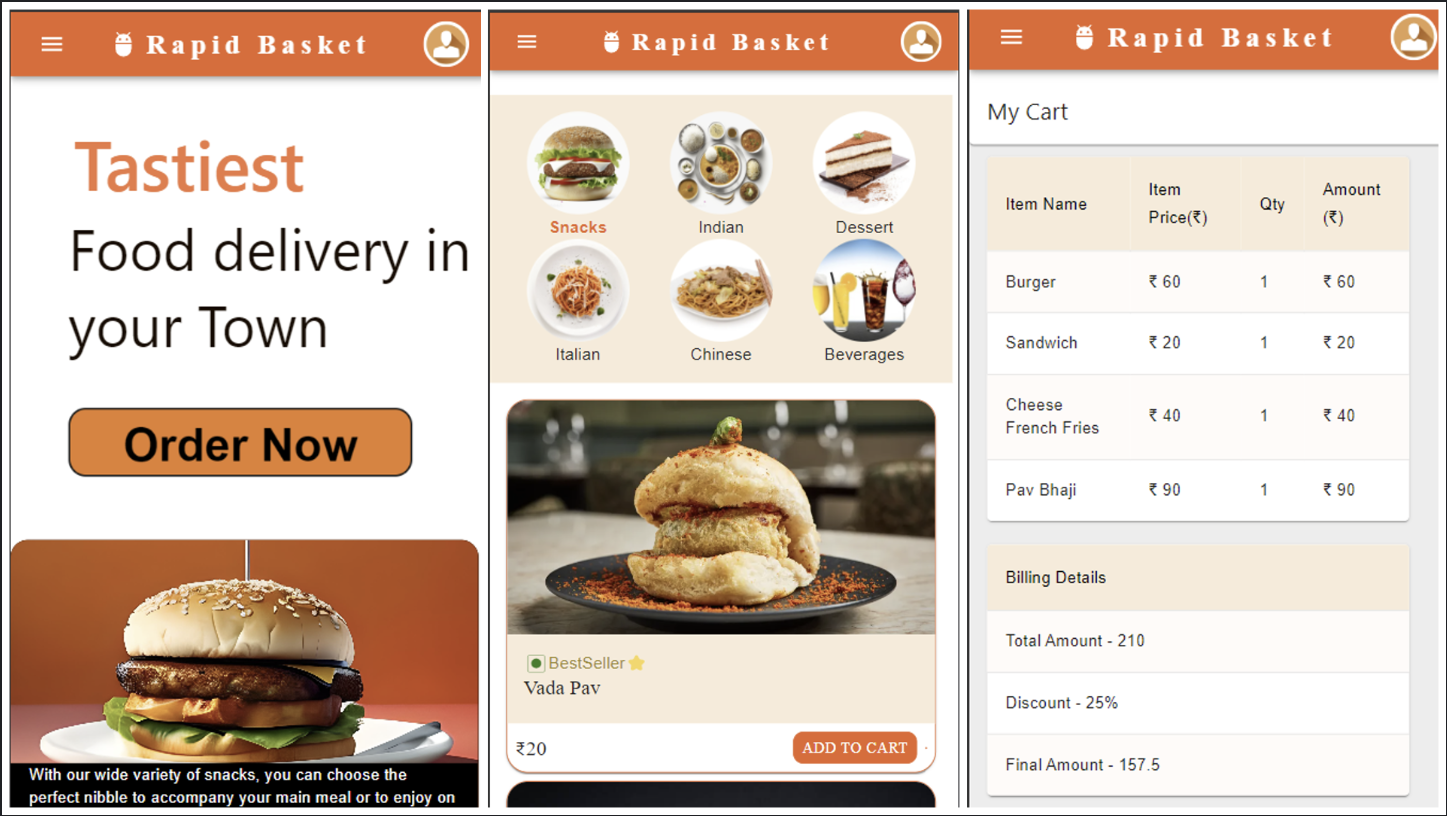 Rapid Basket
Tastiest
Food delivery in
your Town
Order Now
With our wide variety of snacks, you can choose the
perfect nibble to accompany your main meal or to enjoy on
Rapid Basket
Snacks Indian Dessert
Italian Chinese Beverages
BestSeller
Vada Pav
₹20 ADD TO CART
Rapid Basket
My Cart
Item Name Item Price(₹) Qty Amount (₹)
Burger ₹ 60 1 ₹ 60
Sandwich ₹ 20 1 ₹ 20
Cheese French Fries ₹ 40 1 ₹ 40
Pav Bhaji ₹ 90 1 ₹ 90
Billing Details
Total Amount - 210
Discount - 25%
Final Amount - 157.5